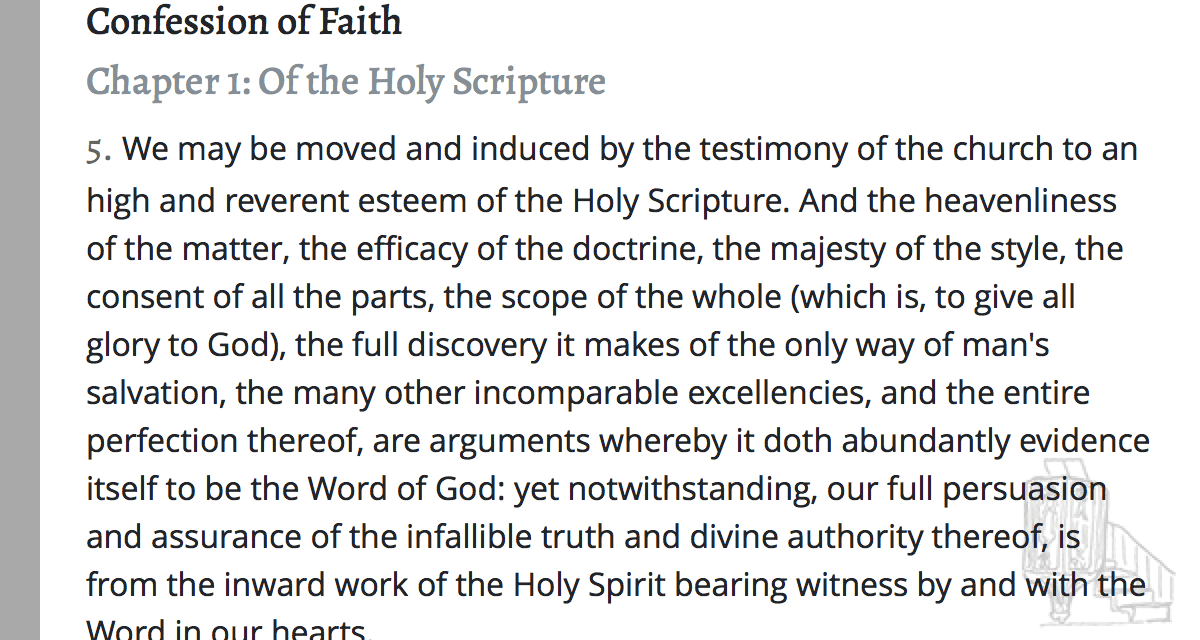 Confession of Faith
Chapter 1: Of the Holy Scripture
5. We may be moved and induced by the testimony of the church to an
high and reverent esteem of the Holy Scripture. And the heavenliness
of the matter, the efficacy of the doctrine, the majesty of the style, the
consent of all the parts, the scope of the whole (which is, to give all
glory to God), the full discovery it makes of the only way of man's
salvation, the many other incomparable excellencies, and the entire
perfection thereof, are arguments whereby it doth abundantly evidence
itself to be the Word of God: yet notwithstanding, our full persuasion
and assurance of the infallible truth and divine authority thereof, is
from the inward work of the Holy Spirit bearing witness by and with the
Word in our hearts.